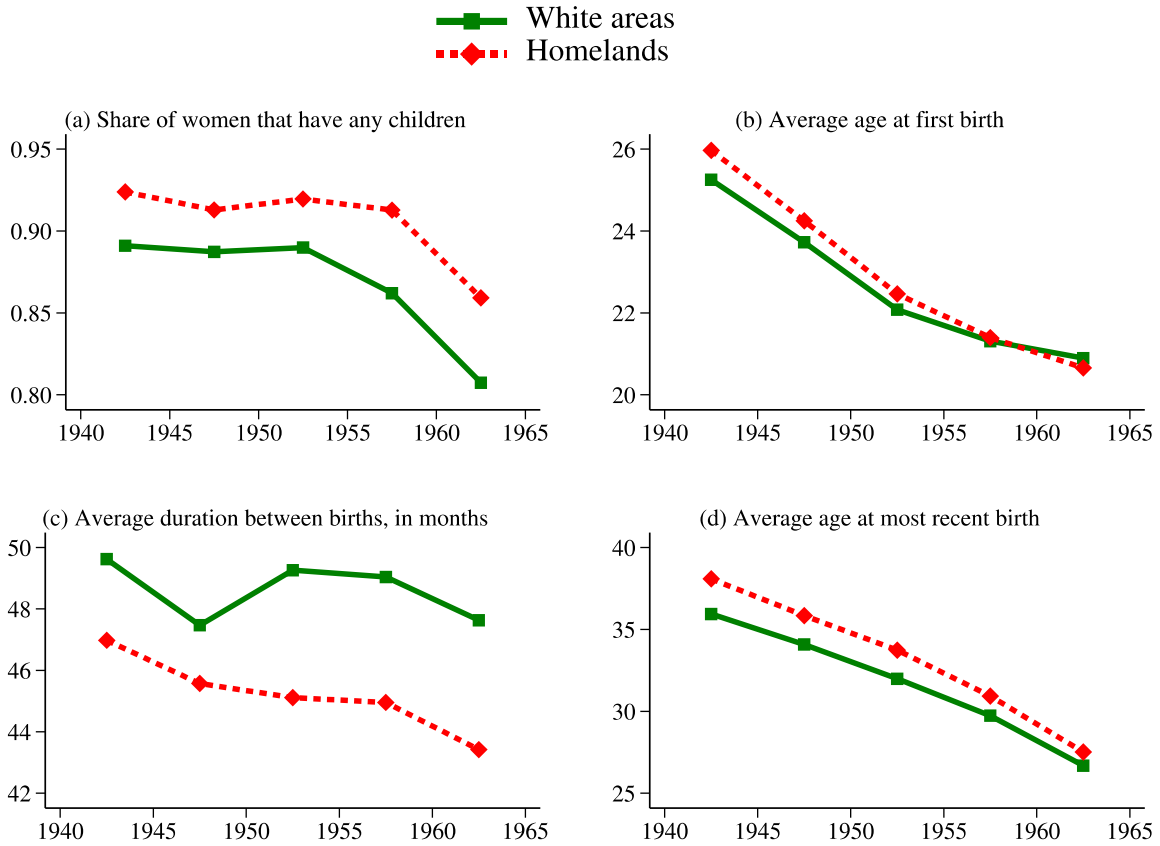 White areas
Homelands
(a) Share of women that have any children
0.95
0.90
0.85
0.80
1940 1945 1950 1955 1960 1965
(b) Average age at first birth
26
24
22
20
1940 1945 1950 1955 1960 1965
(c) Average duration between births, in months
50
48
46
44
42
1940 1945 1950 1955 1960 1965
(d) Average age at most recent birth
40
35
30
25
1940 1945 1950 1955 1960 1965